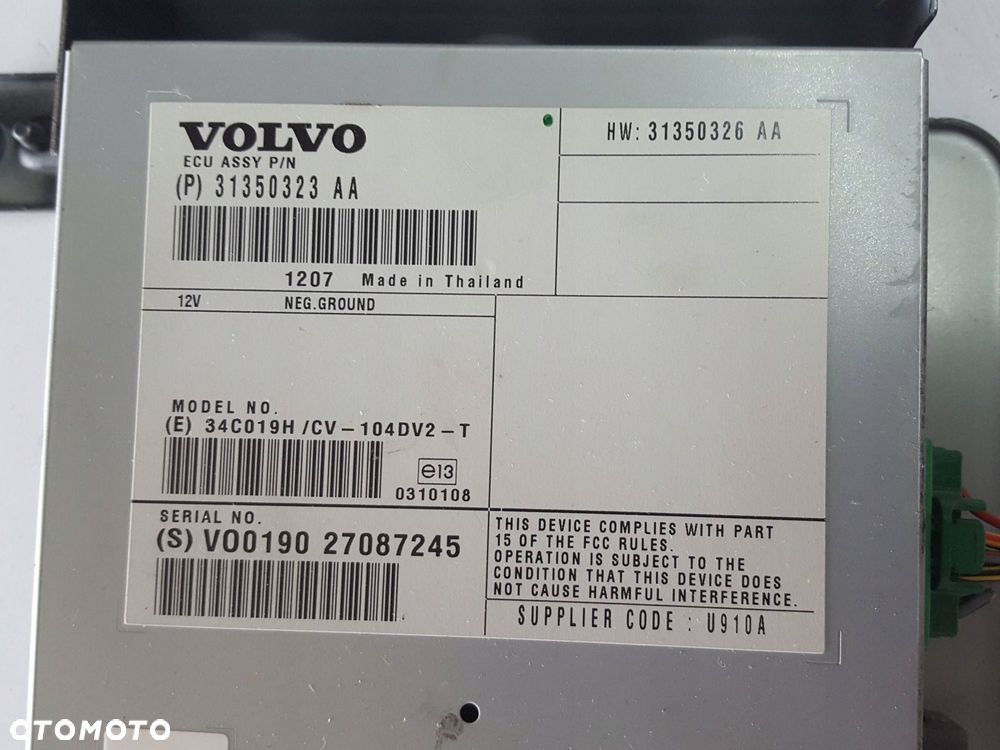 VOLVO
ECU ASSY P/N
(P) 31350323 AA
1207 Made in Thailand
HW: 31350326 AA
12V NEG.GROUND
MODEL NO.
(E) 34C019H/CV-104DV2-T
e13
0310108
SERIAL NO.
(S) VO0190 27087245
THIS DEVICE COMPLIES WITH PART
15 OF THE FCC RULES.
OPERATION IS SUBJECT TO THE
CONDITION THAT THIS DEVICE DOES
NOT CAUSE HARMFUL INTERFERENCE.
SUPPLIER CODE : U910A
OTOMOTO